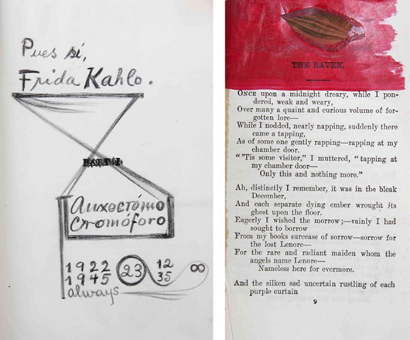 Pues sí,
Frida Kahlo.
Auxocrómo
Cromóforo
1922 23 12
1945 35 ∞
always
THE RAVEN.
ONCE upon a midnight dreary, while I pon-
dered, weak and weary,
Over many a quaint and curious volume of for-
gotten lore—
While I nodded, nearly napping, suddenly there
came a tapping,
As of some one gently rapping—rapping at my
chamber door.
"'Tis some visitor," I muttered, "tapping at
my chamber door—
Only this and nothing more."
Ah, distinctly I remember, it was in the bleak
December,
And each separate dying ember wrought its
ghost upon the floor.
Eagerly I wished the morrow;—vainly I had
sought to borrow
From my books surcease of sorrow—sorrow for
the lost Lenore—
For the rare and radiant maiden whom the
angels name Lenore—
Nameless here for evermore.
And the silken sad uncertain rustling of each
purple curtain
9